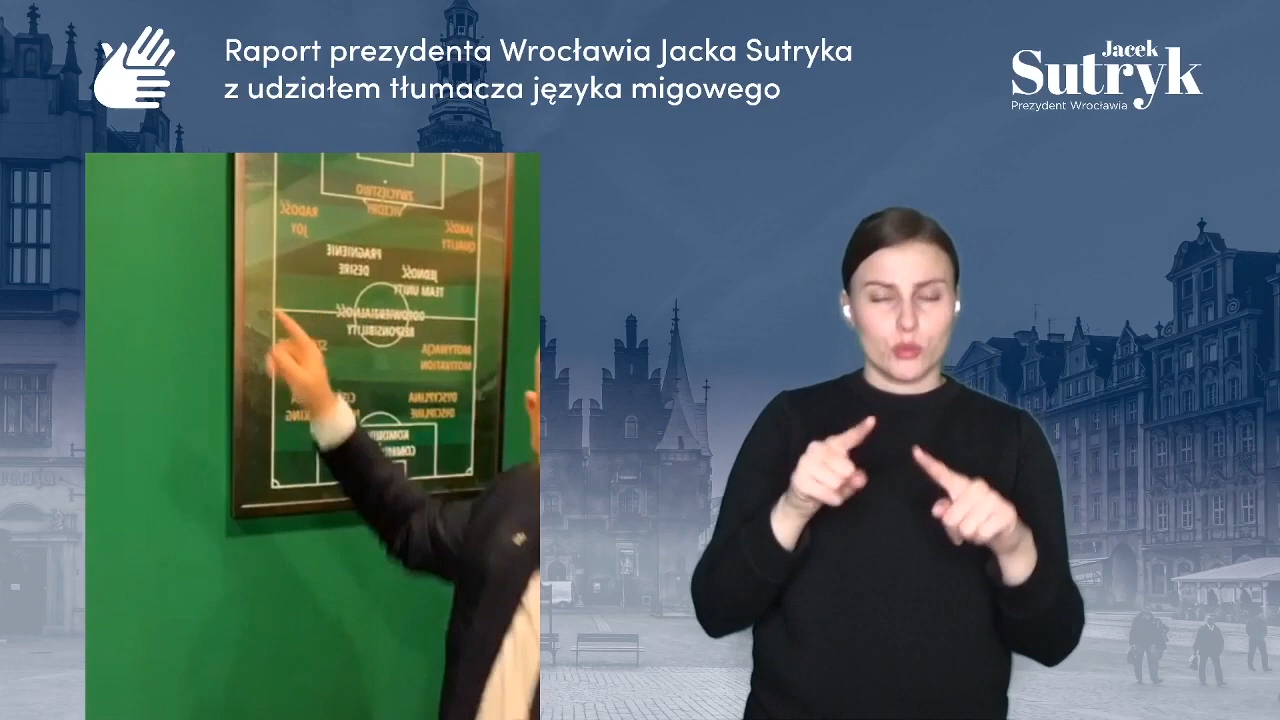 Raport prezydenta Wrocławia Jacka Sutryka
z udziałem tłumacza języka migowego
Jacek
Sutryk
Prezydent Wrocławia
ZWYCIĘSTWO
VICTORY
RADOŚĆ
JOY
JAKOŚĆ
QUALITY
PRAGNIENIE
DESIRE
JEDNOŚĆ
TEAM UNITY
ODPOWIEDZIALNOŚĆ
RESPONSIBILITY
MOTYWACJA
MOTIVATION
DYSCYPLINA
DISCIPLINE